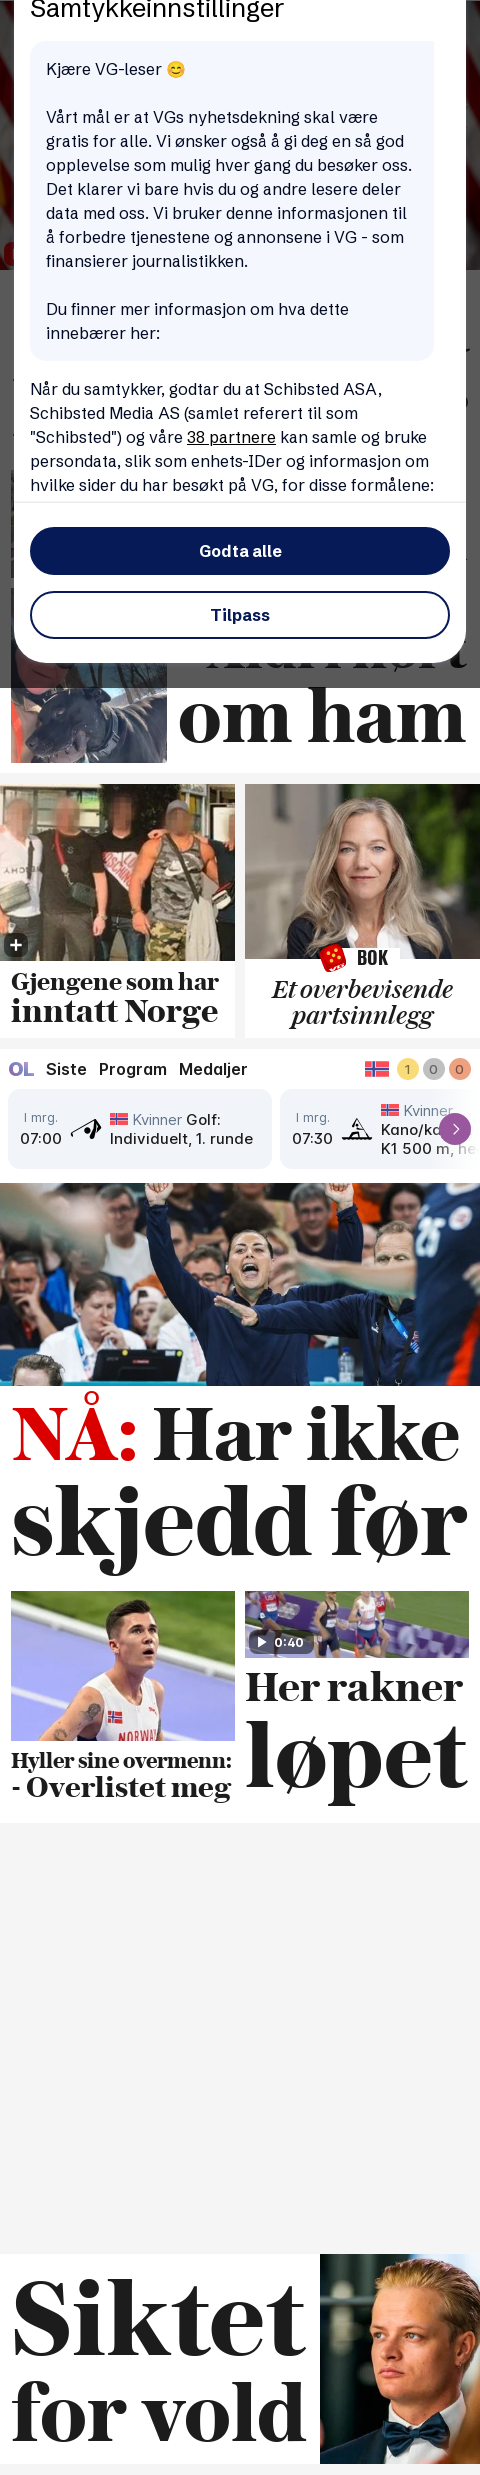 Samtykkeinnstillinger
Kjære VG-leser 😊
Vårt mål er at VGs nyhetsdekning skal være
gratis for alle. Vi ønsker også å gi deg en så god
opplevelse som mulig hver gang du besøker oss.
Det klarer vi bare hvis du og andre lesere deler
data med oss. Vi bruker denne informasjonen til
å forbedre tjenestene og annonsene i VG - som
finansierer journalistikken.
Du finner mer informasjon om hva dette
innebærer her:
Når du samtykker, godtar du at Schibsted ASA,
Schibsted Media AS (samlet referert til som
"Schibsted") og våre 38 partnere kan samle og bruke
persondata, slik som enhets-IDer og informasjon om
hvilke sider du har besøkt på VG, for disse formålene:
Godta alle
Tilpass
om ham
Gjengene som har
inntatt Norge
BOK
Et overbevisende
partsinnlegg
OL Siste Program Medaljer 1 0 0
I mrg.
07:00
Kvinner Golf:
Individuelt, 1. runde
I mrg.
07:30
Kvinner
K1 500 m,
25
NÅ: Har ikke
skjedd før
NORWAY
Hyller sine overmenn:
- Overlistet meg
0:40
Her rakner
løpet
Siktet
for vold